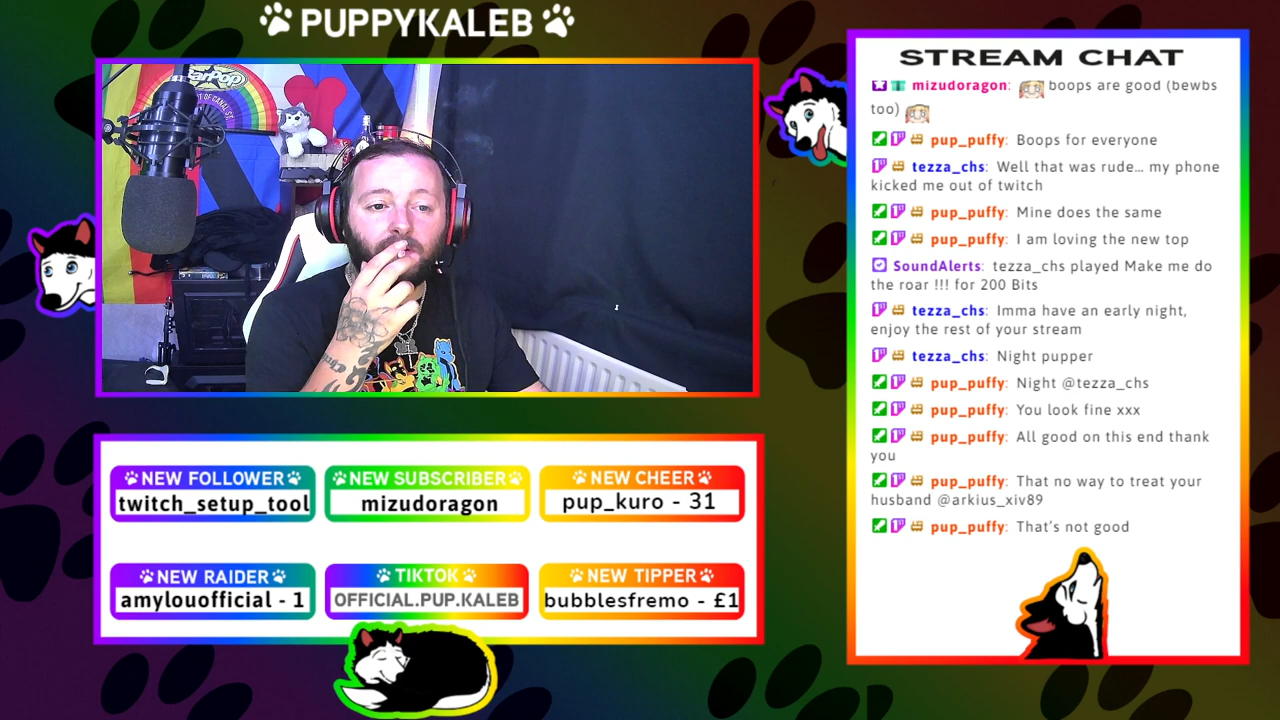 PUPPYKALEB
STREAM CHAT
mizudoragon: boops are good (bewbs
too)
pup_puffy: Boops for everyone
tezza_chs: Well that was rude… my phone
kicked me out of twitch
pup_puffy: Mine does the same
pup_puffy: I am loving the new top
SoundAlerts: tezza_chs played Make me do
the roar !!! for 200 Bits
tezza_chs: Imma have an early night,
enjoy the rest of your stream
tezza_chs: Night pupper
pup_puffy: Night @tezza_chs
pup_puffy: You look fine xxx
pup_puffy: All good on this end thank
you
pup_puffy: That no way to treat your
husband @arkius_xiv89
pup_puffy: That's not good
NEW FOLLOWER
twitch_setup_tool
NEW SUBSCRIBER
mizudoragon
NEW CHEER
pup_kuro - 31
NEW RAIDER
amylouofficial - 1
TIKTOK
OFFICIAL.PUP.KALEB
NEW TIPPER
bubblesfremo - £1